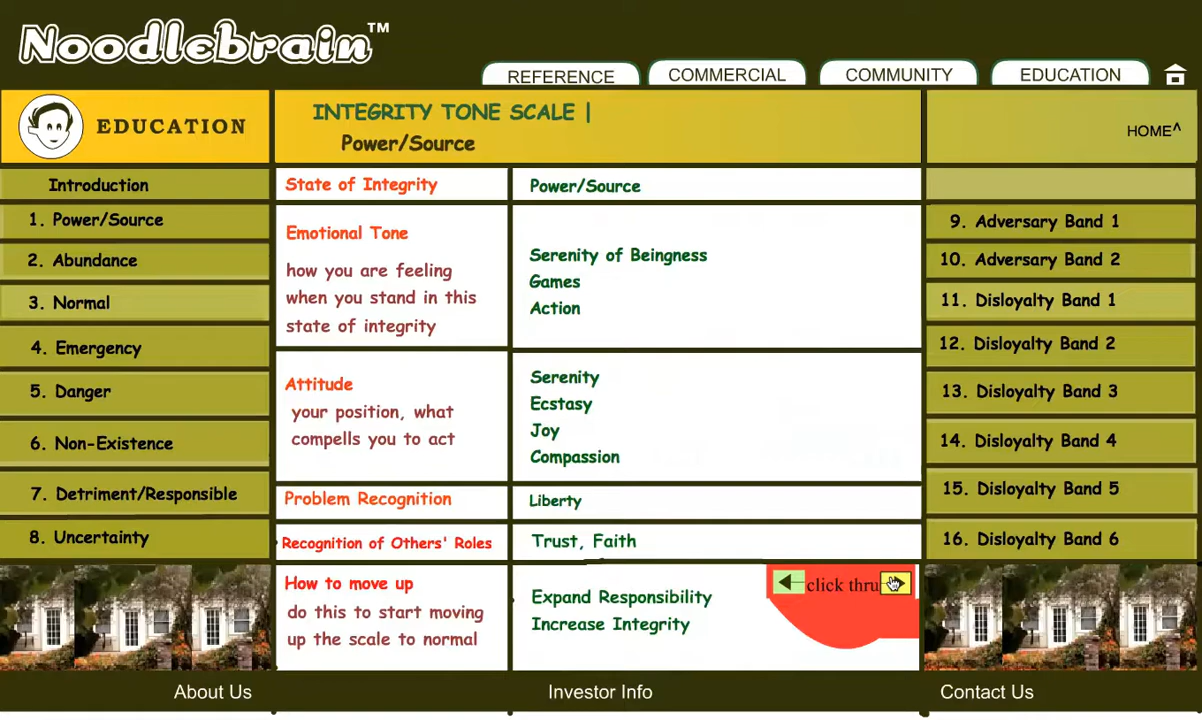 Noodlebrain™
REFERENCE
COMMERCIAL
COMMUNITY
EDUCATION
EDUCATION
INTEGRITY TONE SCALE |
Power/Source
HOME^
Introduction
1. Power/Source
2. Abundance
3. Normal
4. Emergency
5. Danger
6. Non-Existence
7. Detriment/Responsible
8. Uncertainty
State of Integrity
Power/Source
Emotional Tone
how you are feeling
when you stand in this
state of integrity
Serenity of Beingness
Games
Action
Attitude
your position, what
compells you to act
Serenity
Ecstasy
Joy
Compassion
Problem Recognition
Liberty
Recognition of Others' Roles
Trust, Faith
How to move up
do this to start moving
up the scale to normal
Expand Responsibility
Increase Integrity
click thru
9. Adversary Band 1
10. Adversary Band 2
11. Disloyalty Band 1
12. Disloyalty Band 2
13. Disloyalty Band 3
14. Disloyalty Band 4
15. Disloyalty Band 5
16. Disloyalty Band 6
About Us
Investor Info
Contact Us